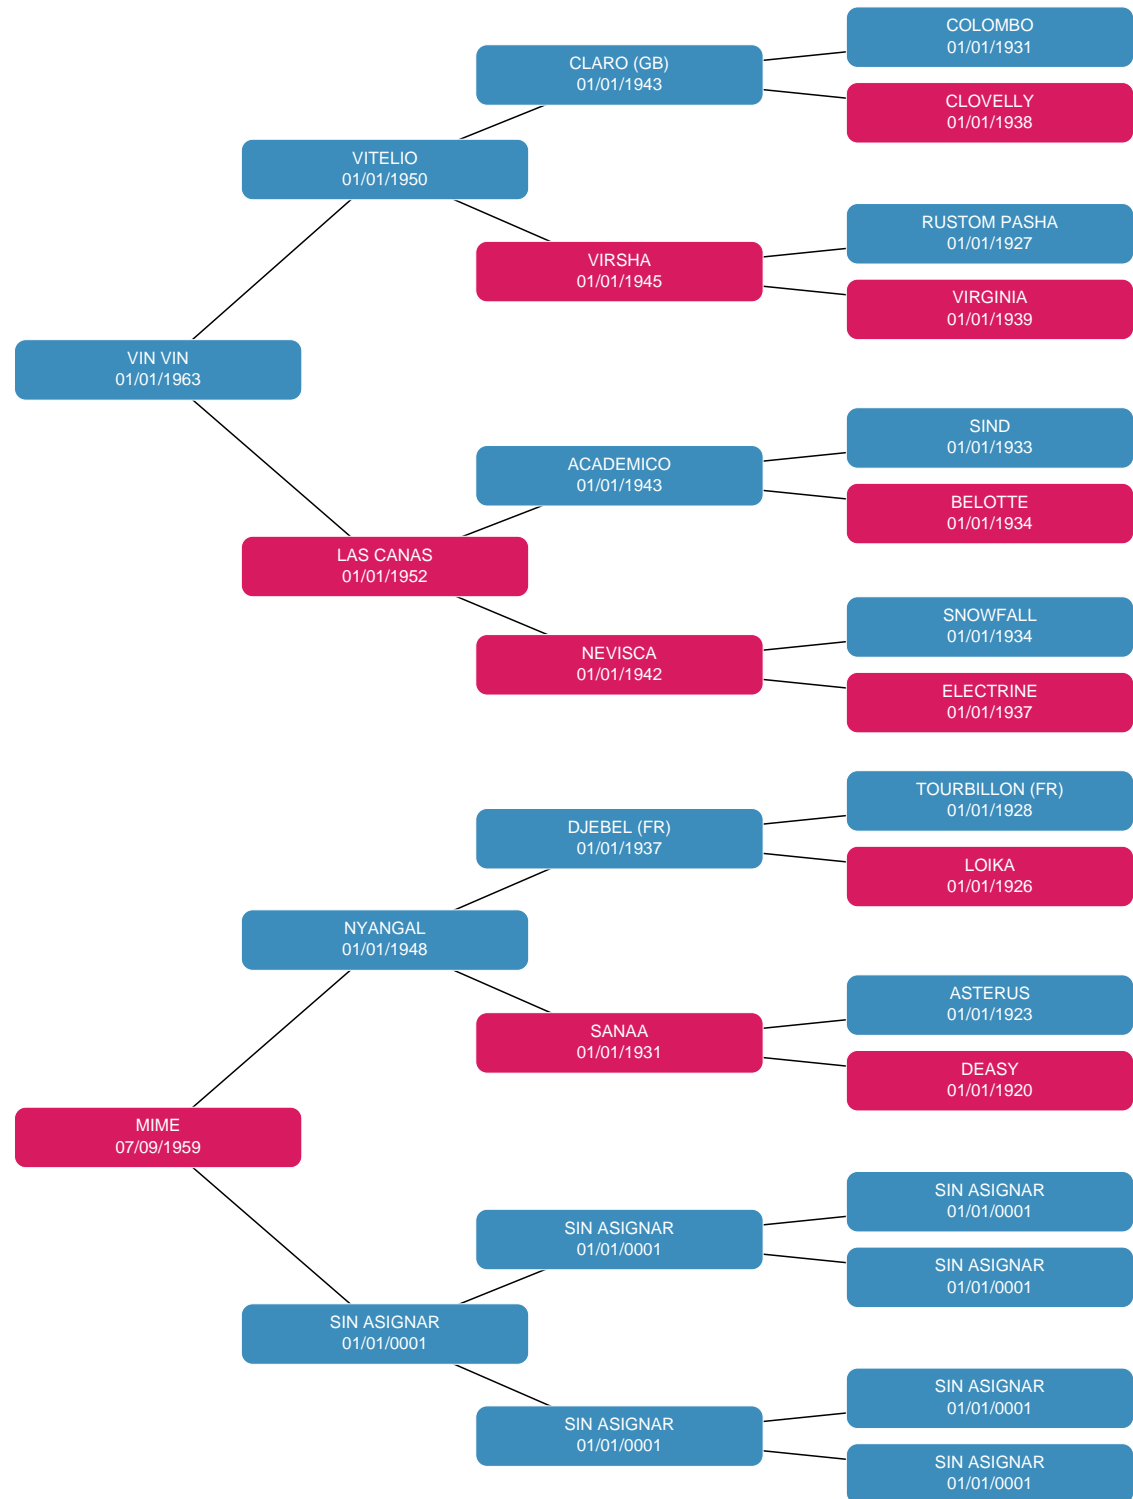 COLOMBO
01/01/1931
CLARO (GB)
01/01/1943
CLOVELLY
01/01/1938
VITELIO
01/01/1950
RUSTOM PASHA
01/01/1927
VIRSHA
01/01/1945
VIRGINIA
01/01/1939
VIN VIN
01/01/1963
SIND
01/01/1933
ACADEMICO
01/01/1943
BELOTTE
01/01/1934
LAS CANAS
01/01/1952
SNOWFALL
01/01/1934
NEVISCA
01/01/1942
ELECTRINE
01/01/1937
TOURBILLON (FR)
01/01/1928
DJEBEL (FR)
01/01/1937
LOIKA
01/01/1926
NYANGAL
01/01/1948
ASTERUS
01/01/1923
SANAA
01/01/1931
DEASY
01/01/1920
MIME
07/09/1959
SIN ASIGNAR
01/01/0001
SIN ASIGNAR
01/01/0001
SIN ASIGNAR
01/01/0001
SIN ASIGNAR
01/01/0001
SIN ASIGNAR
01/01/0001
SIN ASIGNAR
01/01/0001
SIN ASIGNAR
01/01/0001